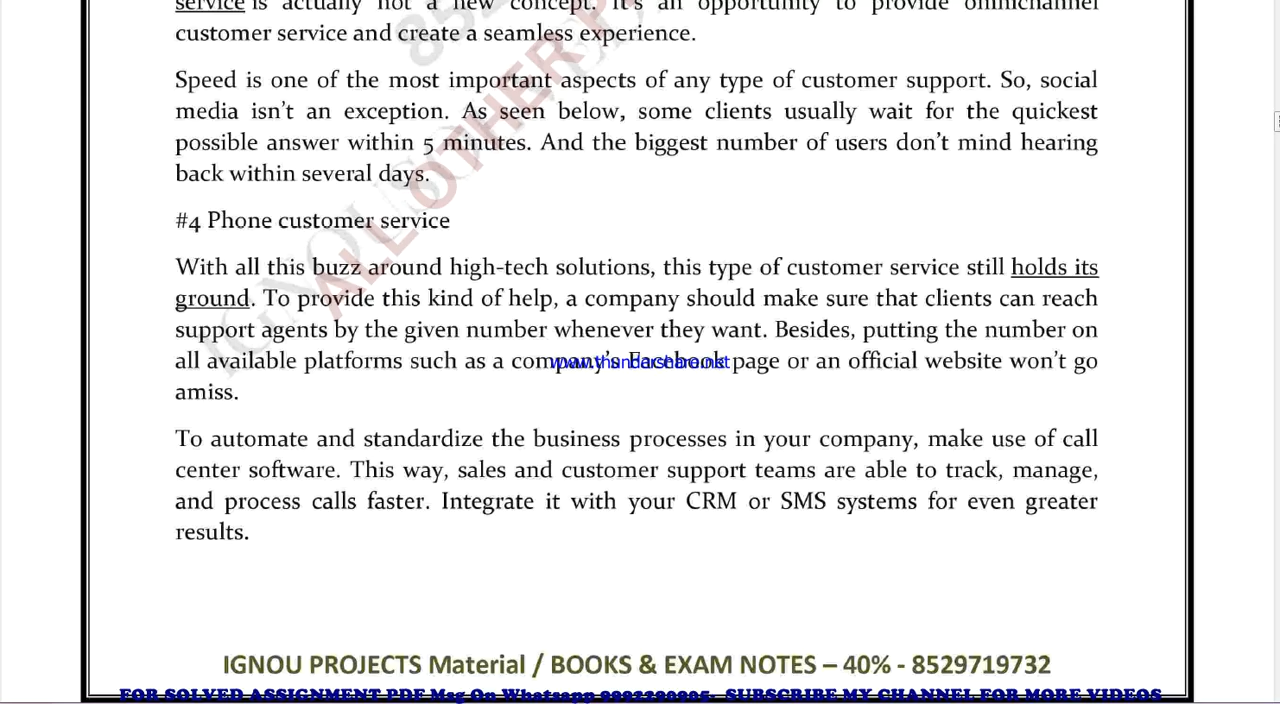 service is actually not a new concept. It's an opportunity to provide omnichannel
customer service and create a seamless experience.
Speed is one of the most important aspects of any type of customer support. So, social
media isn't an exception. As seen below, some clients usually wait for the quickest
possible answer within 5 minutes. And the biggest number of users don't mind hearing
back within several days.
#4 Phone customer service
With all this buzz around high-tech solutions, this type of customer service still holds its
ground. To provide this kind of help, a company should make sure that clients can reach
support agents by the given number whenever they want. Besides, putting the number on
all available platforms such as a company's Facebook page or an official website won't go
www.thundershare.net
amiss.
To automate and standardize the business processes in your company, make use of call
center software. This way, sales and customer support teams are able to track, manage,
and process calls faster. Integrate it with your CRM or SMS systems for even greater
results.
ALL OTHER
IGNOU PROJECTS Material / BOOKS & EXAM NOTES – 40% - 8529719732
FOR SOLVED ASSIGNMENT PDF Msg On Whatsapp SUBSCRIBE MY CHANNEL FOR MORE VIDEOS